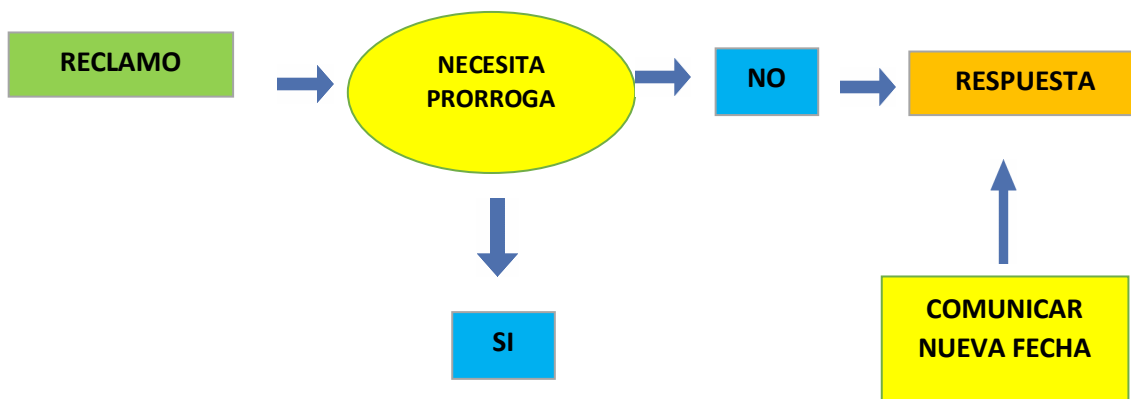 RECLAMO
NECESITA
PRORROGA
NO
RESPUESTA
SI
COMUNICAR
NUEVA FECHA